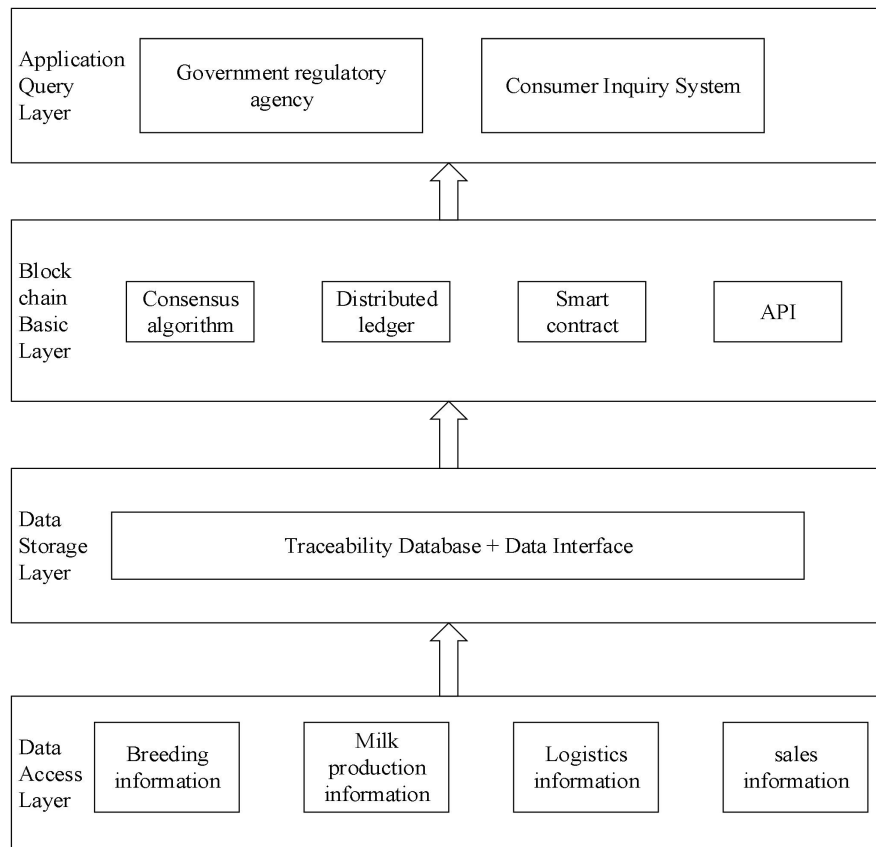 Application
Query
Layer
Government regulatory
agency
Consumer Inquiry System
Block
chain
Basic
Layer
Consensus
algorithm
Distributed
ledger
Smart
contract
API
Data
Storage
Layer
Traceability Database + Data Interface
Data
Access
Layer
Breeding
information
Milk
production
information
Logistics
information
sales
information